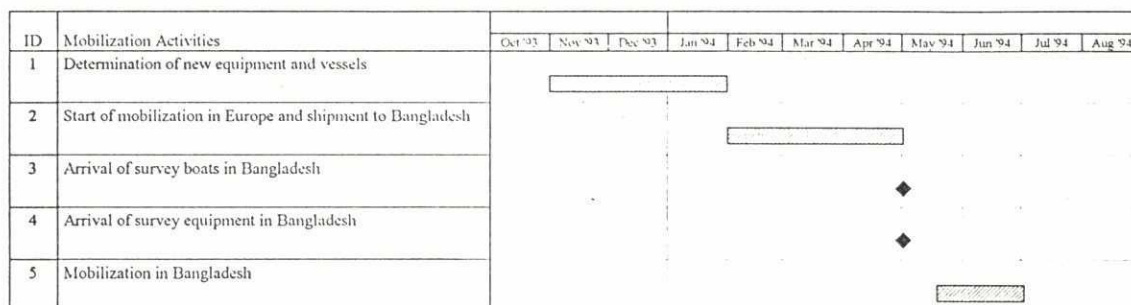 ID Mobilization Activities Oct '93 Nov '93 Dec '93 Jan '94 Feb '94 Mar '94 Apr '94 May '94 Jun '94 Jul '94 Aug '94
1 Determination of new equipment and vessels
2 Start of mobilization in Europe and shipment to Bangladesh
3 Arrival of survey boats in Bangladesh
4 Arrival of survey equipment in Bangladesh
5 Mobilization in Bangladesh